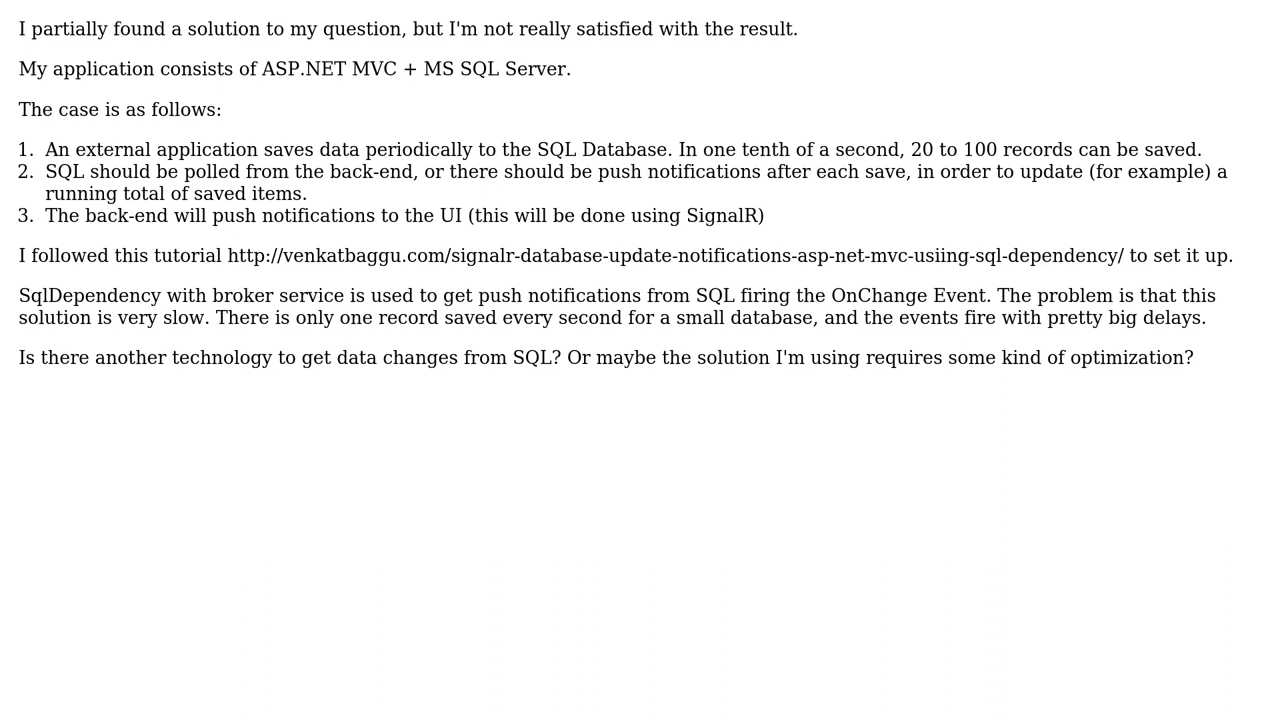 I partially found a solution to my question, but I'm not really satisfied with the result.
My application consists of ASP.NET MVC + MS SQL Server.
The case is as follows:
1. An external application saves data periodically to the SQL Database. In one tenth of a second, 20 to 100 records can be saved.
2. SQL should be polled from the back-end, or there should be push notifications after each save, in order to update (for example) a
running total of saved items.
3. The back-end will push notifications to the UI (this will be done using SignalR)
I followed this tutorial http://venkatbaggu.com/signalr-database-update-notifications-asp-net-mvc-usiing-sql-dependency/ to set it up.
SqlDependency with broker service is used to get push notifications from SQL firing the OnChange Event. The problem is that this
solution is very slow. There is only one record saved every second for a small database, and the events fire with pretty big delays.
Is there another technology to get data changes from SQL? Or maybe the solution I'm using requires some kind of optimization?